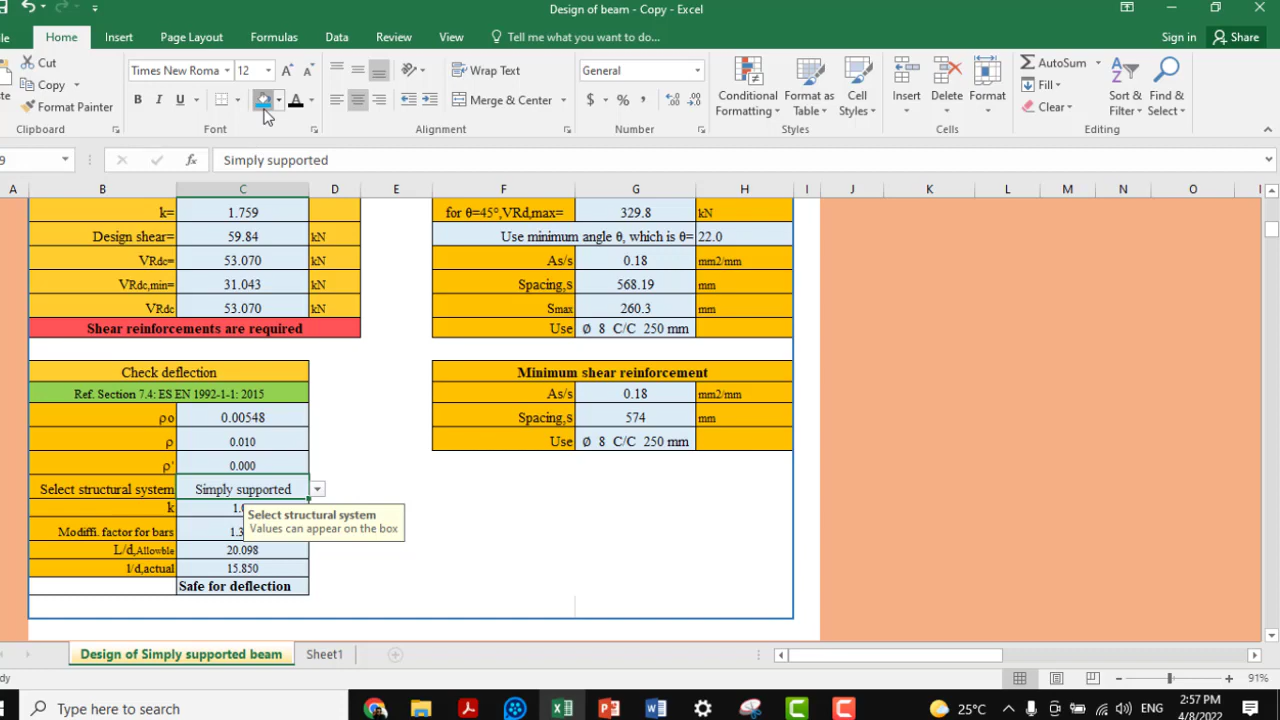 Design of beam - Copy - Excel
Home Insert Page Layout Formulas Data Review View Tell me what you want to do... Sign in Share
Cut
Copy
Format Painter
Clipboard
Times New Roma 12
B I U
Font
Wrap Text
Merge & Center
Alignment
General
$ % ,
Number
Conditional Formatting
Format as Table
Cell Styles
Styles
Insert
Delete
Format
Cells
AutoSum
Fill
Clear
Sort & Filter
Find & Select
Editing
9 fx Simply supported
A B C D E F G H I J K L M N O
k= 1.759
Design shear= 59.84 kN
VRdc= 53.070 kN
VRdc,min= 31.043 kN
VRdc 53.070 kN
Shear reinforcements are required
for θ=45°,VRd,max= 329.8 kN
Use minimum angle θ, which is θ= 22.0
As/s 0.18 mm2/mm
Spacing,s 568.19 mm
Smax 260.3 mm
Use Ø 8 C/C 250 mm
Check deflection
Ref. Section 7.4: ES EN 1992-1-1: 2015
ρo 0.00548
ρ 0.010
ρ' 0.000
Select structural system Simply supported
k 1.
Modiffi. factor for bars 1.3
L/d,Allowble 20.098
l/d,actual 15.850
Safe for deflection
Select structural system
Values can appear on the box
Minimum shear reinforcement
As/s 0.18 mm2/mm
Spacing,s 574 mm
Use Ø 8 C/C 250 mm
Design of Simply supported beam Sheet1
dy 91%
Type here to search
25°C ENG 2:57 PM
4/8/2022